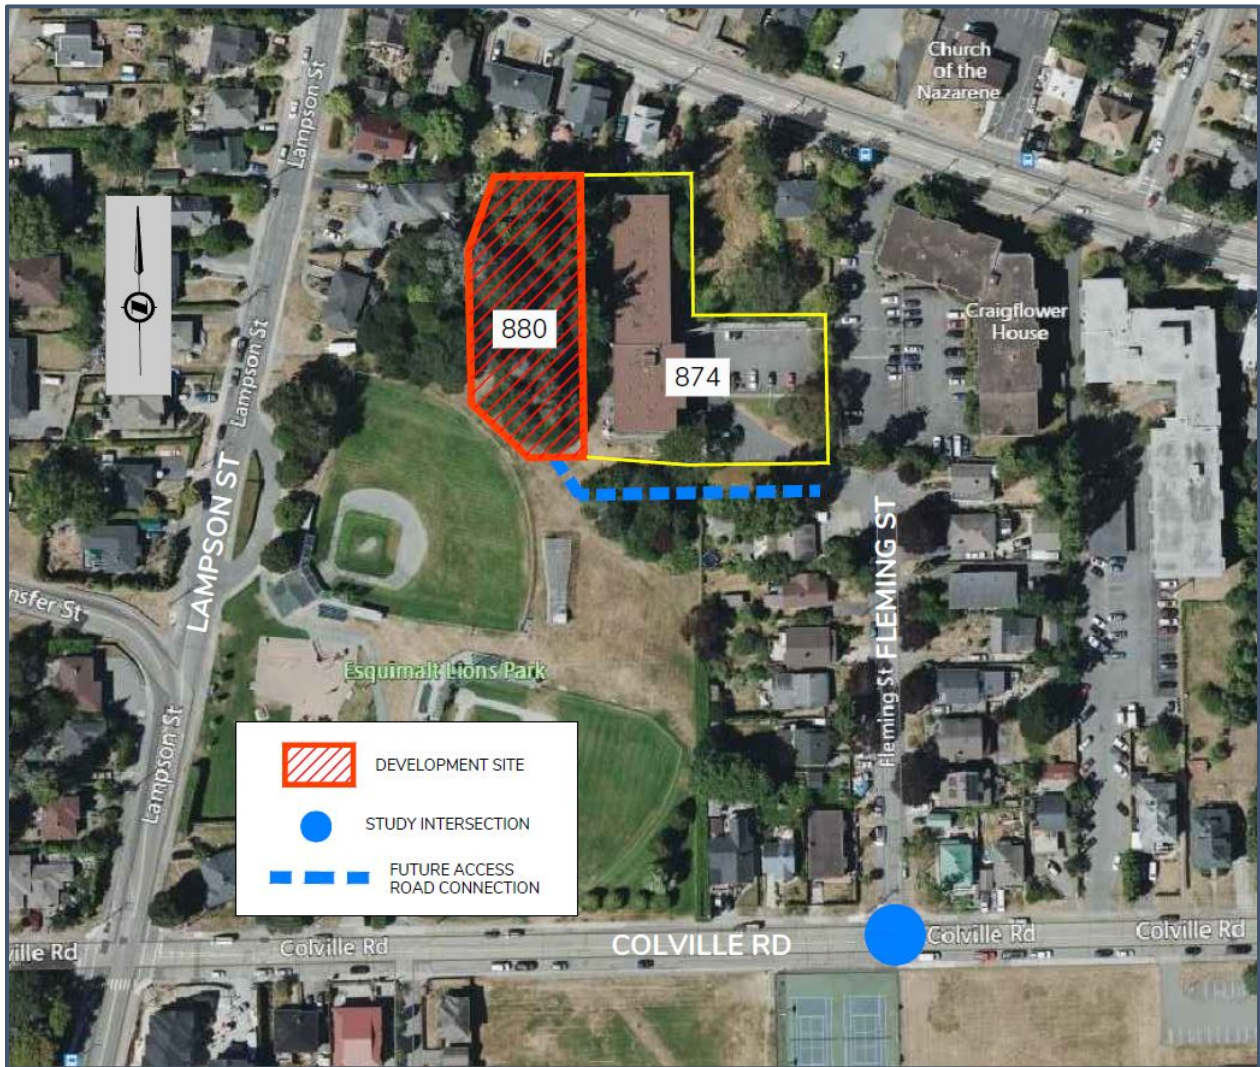 Church
of the
Nazarene
Lampson St
880
Craigflower
House
874
Lampson St
LAMPSON ST
FLEMING ST
nsfer St
Esquimalt Lions Park
Fleming St
Lampson St
DEVELOPMENT SITE
STUDY INTERSECTION
FUTURE ACCESS
ROAD CONNECTION
ville Rd
Colville Rd
COLVILLE RD
Colville Rd
Colville Rd